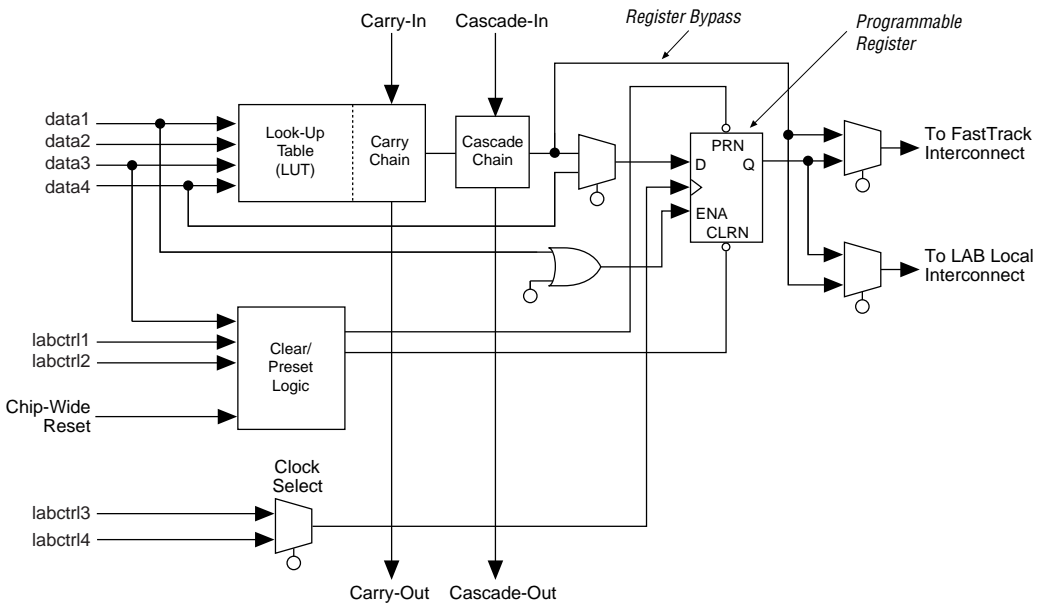 Carry-In
Cascade-In
Register Bypass
Programmable
Register
data1
data2
data3
data4
Look-Up
Table
(LUT)
Carry
Chain
Cascade
Chain
PRN
D
Q
ENA
CLRN
To FastTrack
Interconnect
To LAB Local
Interconnect
labctrl1
labctrl2
Clear/
Preset
Logic
Chip-Wide
Reset
Clock
Select
labctrl3
labctrl4
Carry-Out
Cascade-Out